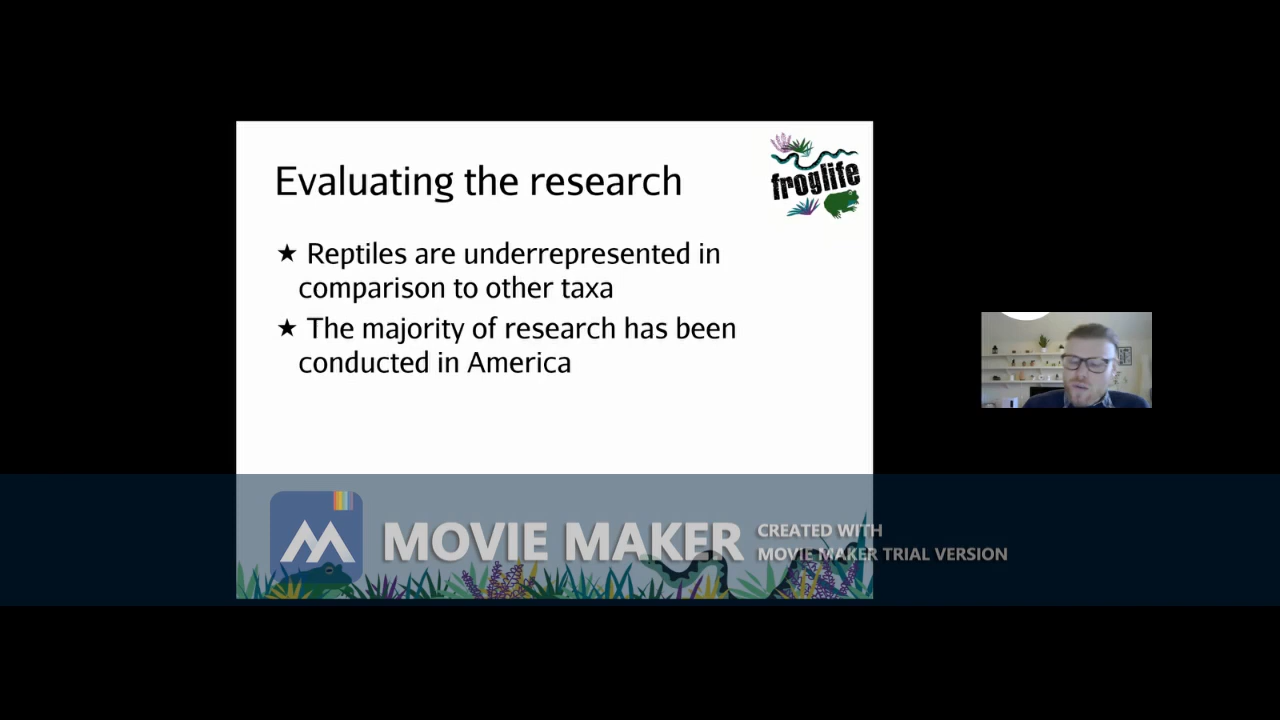 Evaluating the research
froglife
★ Reptiles are underrepresented in
comparison to other taxa
★ The majority of research has been
conducted in America
MOVIE MAKER
CREATED WITH
MOVIE MAKER TRIAL VERSION